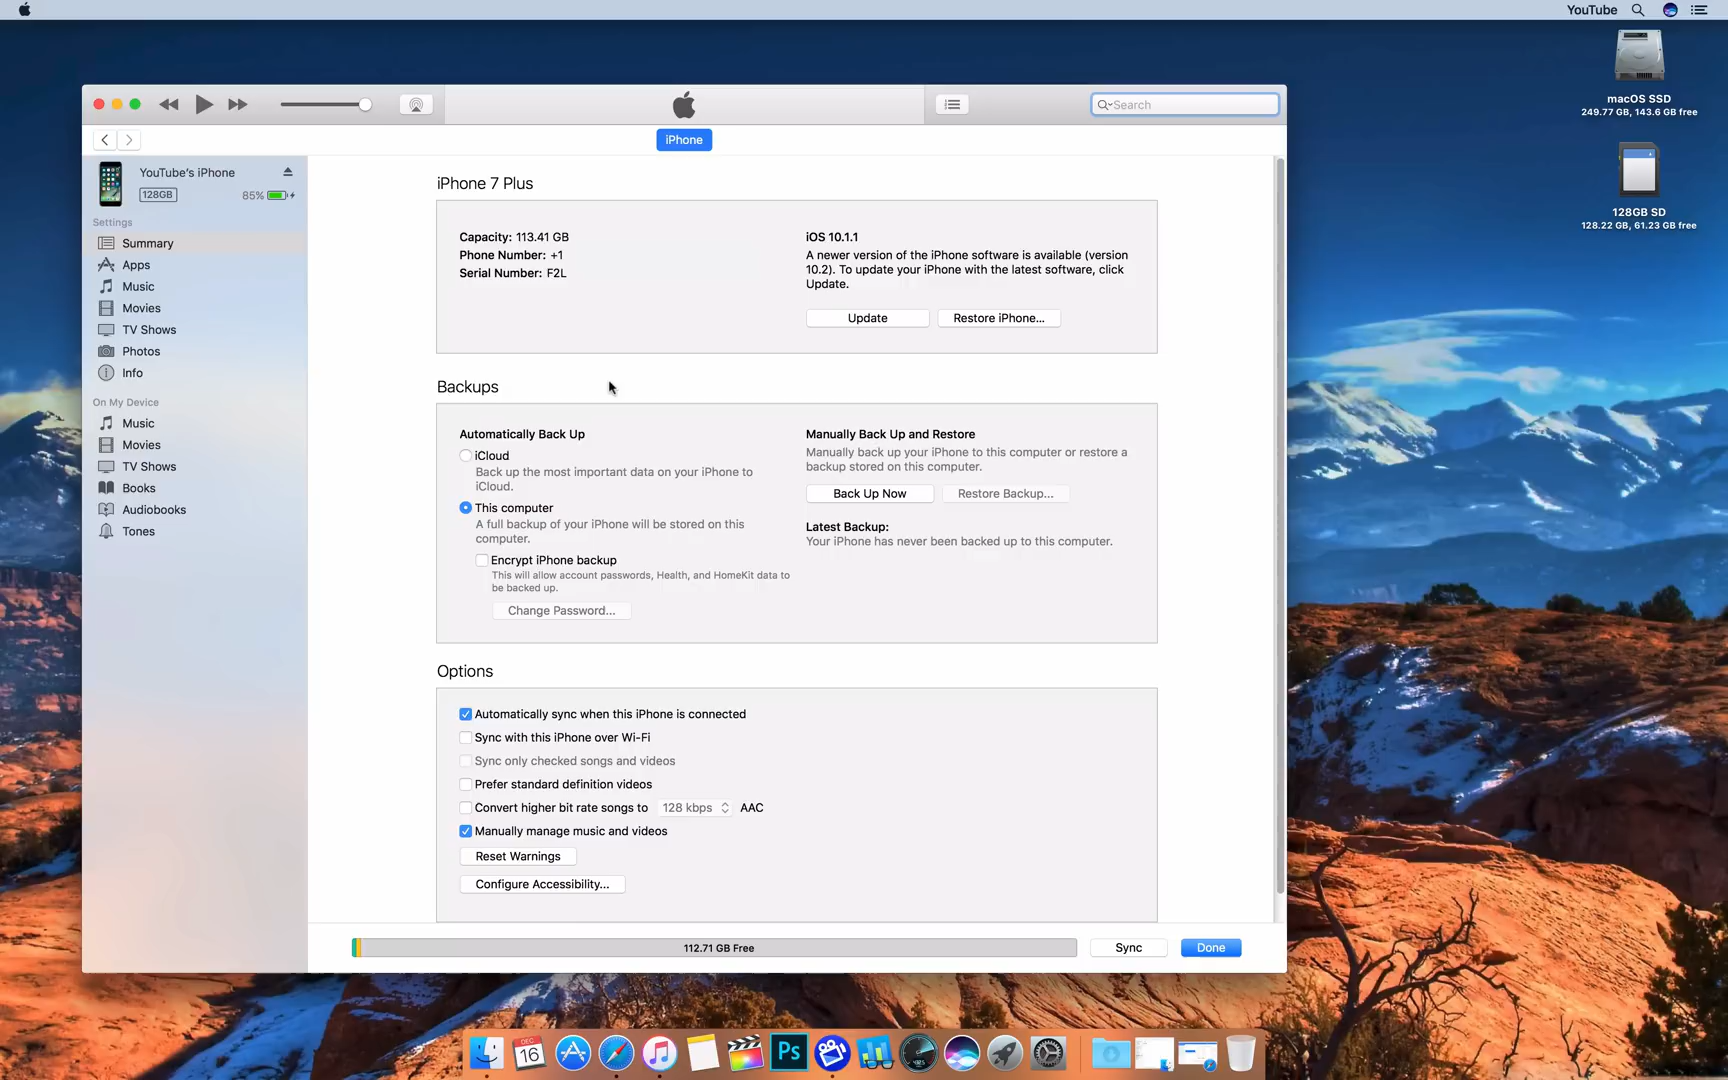 YouTube
macOS SSD
249.77 GB, 143.6 GB free
128GB SD
128.22 GB, 61.23 GB free
Search
iPhone
YouTube's iPhone
128GB
85%
Settings
Summary
Apps
Music
Movies
TV Shows
Photos
Info
On My Device
Music
Movies
TV Shows
Books
Audiobooks
Tones
iPhone 7 Plus
Capacity: 113.41 GB
Phone Number: +1
Serial Number: F2L
iOS 10.1.1
A newer version of the iPhone software is available (version
10.2). To update your iPhone with the latest software, click
Update.
Update
Restore iPhone...
Backups
Automatically Back Up
iCloud
Back up the most important data on your iPhone to
iCloud.
This computer
A full backup of your iPhone will be stored on this
computer.
Encrypt iPhone backup
This will allow account passwords, Health, and HomeKit data to
be backed up.
Change Password...
Manually Back Up and Restore
Manually back up your iPhone to this computer or restore a
backup stored on this computer.
Back Up Now
Restore Backup...
Latest Backup:
Your iPhone has never been backed up to this computer.
Options
Automatically sync when this iPhone is connected
Sync with this iPhone over Wi-Fi
Sync only checked songs and videos
Prefer standard definition videos
Convert higher bit rate songs to 128 kbps AAC
Manually manage music and videos
Reset Warnings
Configure Accessibility...
112.71 GB Free
Sync
Done
DEC
16
Ps